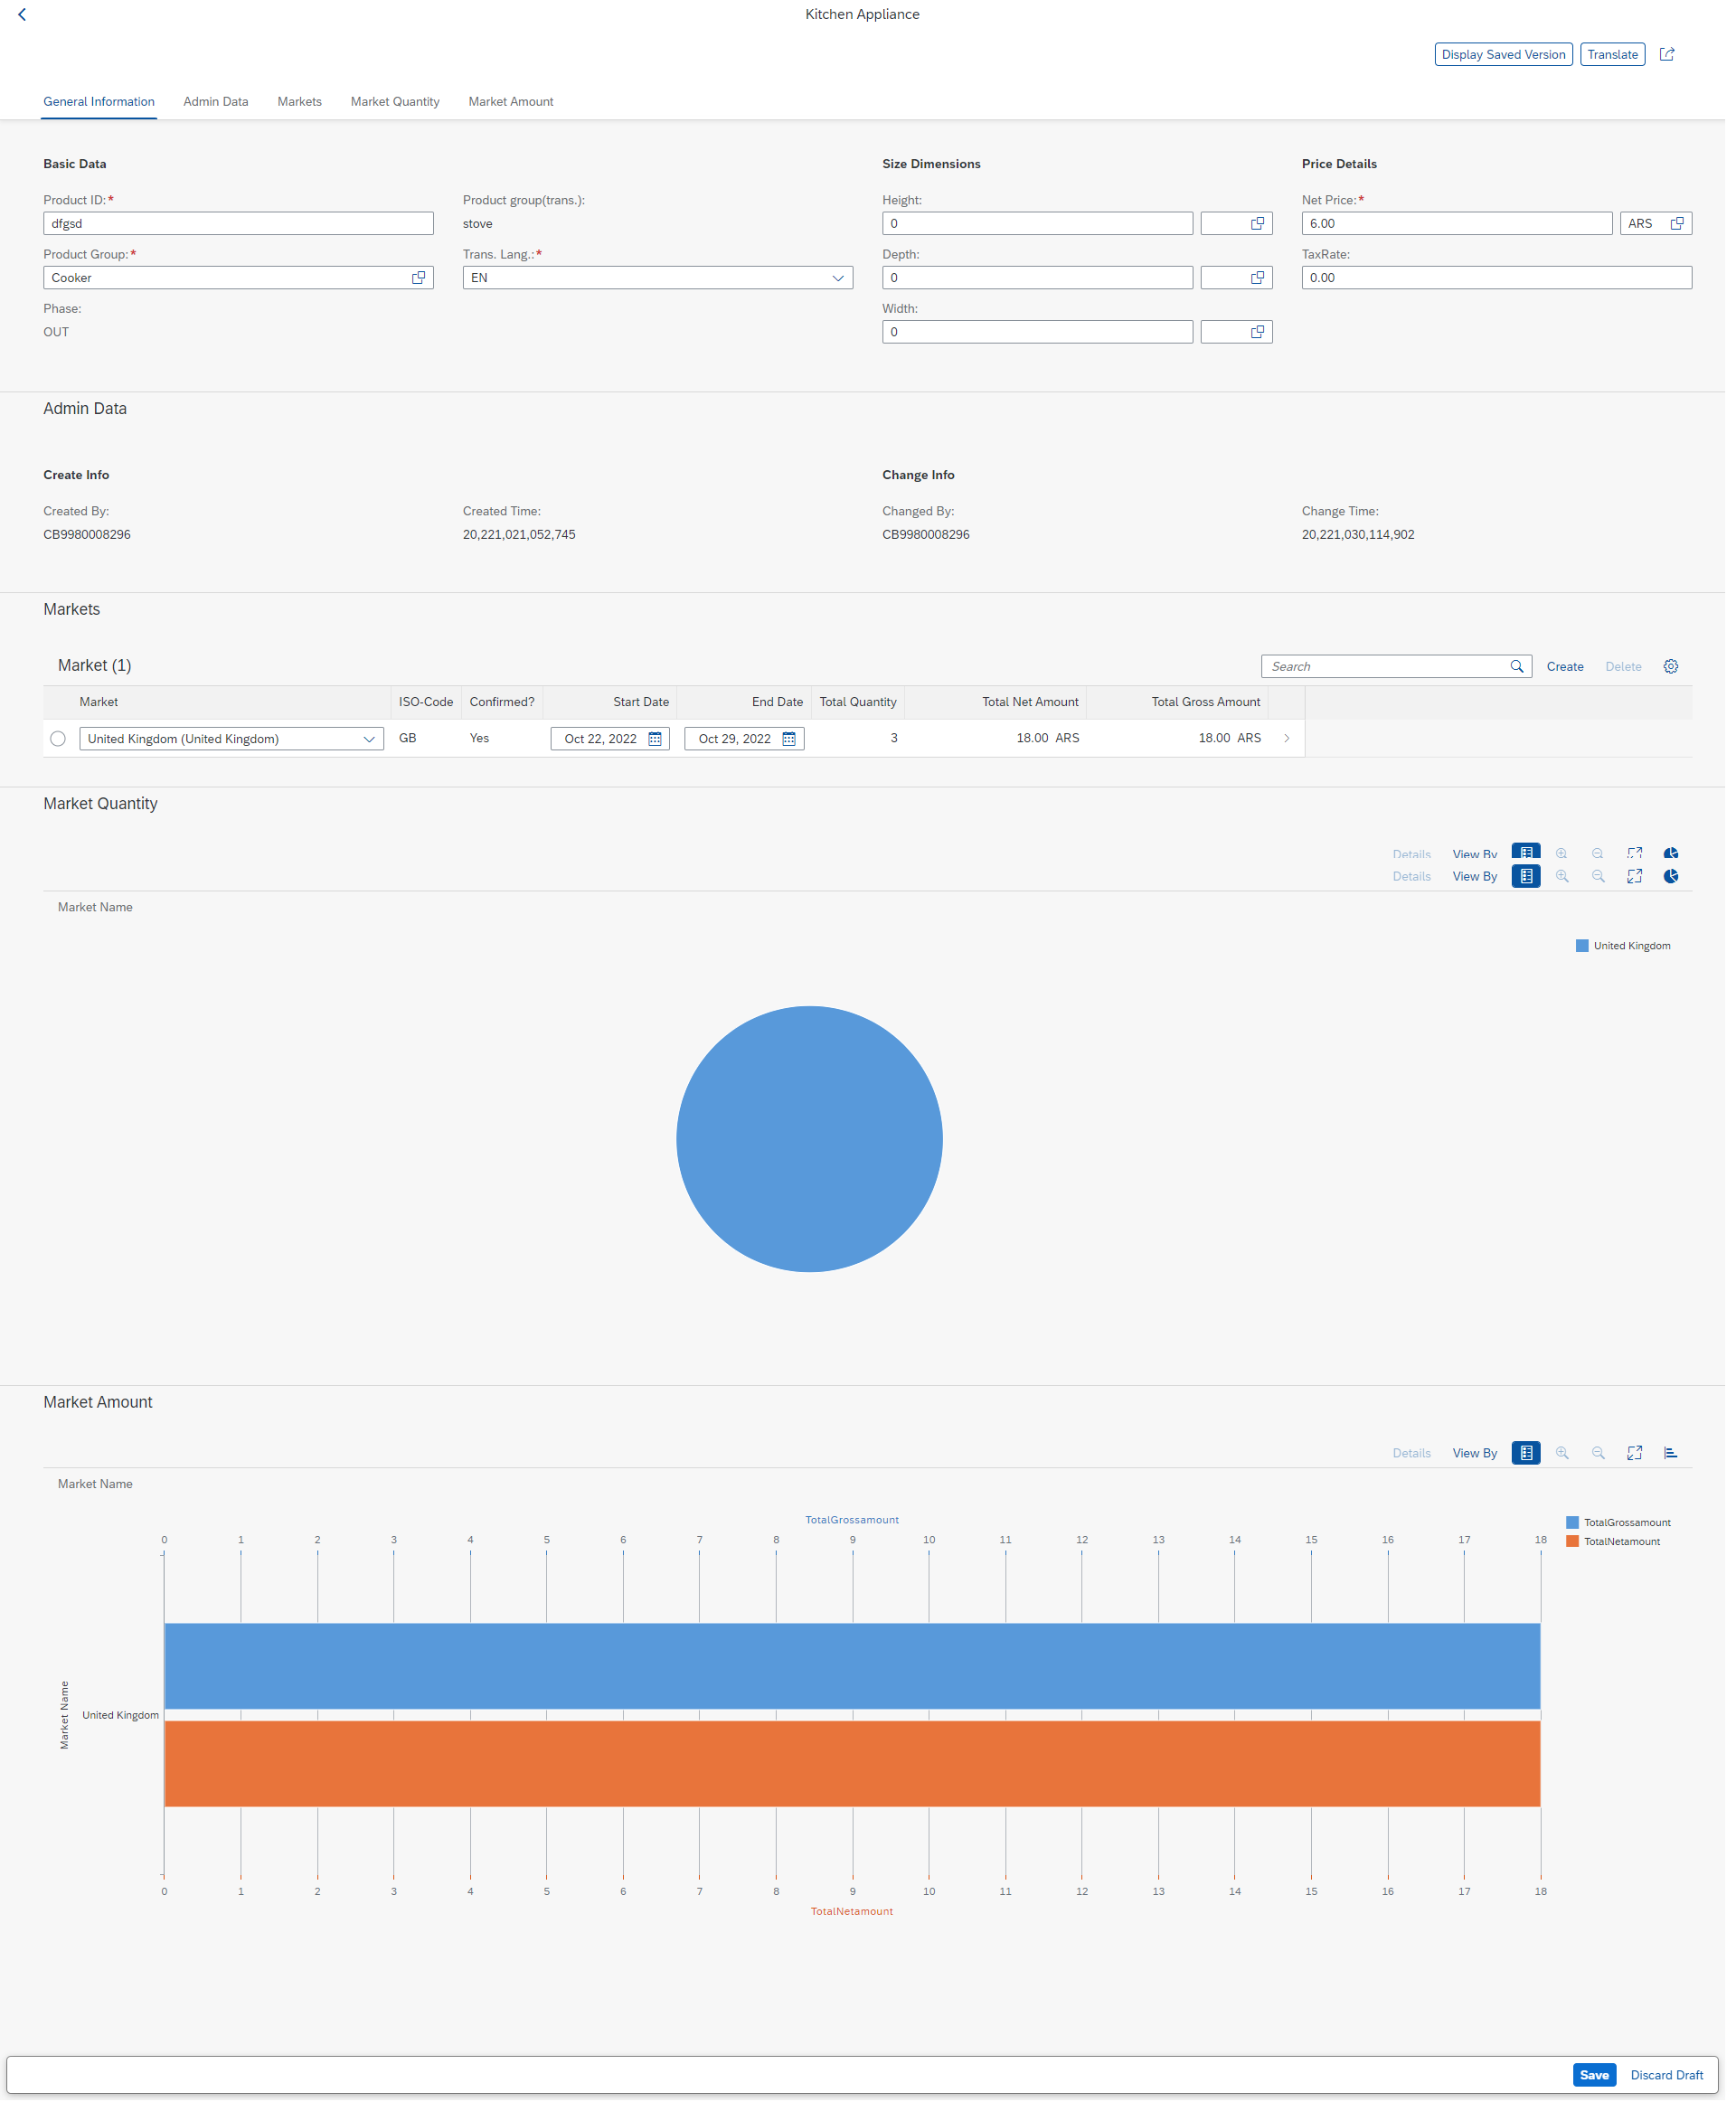 Kitchen Appliance
Display Saved Version Translate
General Information Admin Data Markets Market Quantity Market Amount
Basic Data Size Dimensions Price Details
Product ID:* Product group(trans.): Height: Net Price:*
dfgsd stove 0 6.00 ARS
Product Group:* Trans. Lang.:* Depth: TaxRate:
Cooker EN 0 0.00
Phase: Width:
OUT 0
Admin Data
Create Info Change Info
Created By: Created Time: Changed By: Change Time:
CB9980008296 20,221,021,052,745 CB9980008296 20,221,030,114,902
Markets
Market (1) Search Create Delete
Market ISO-Code Confirmed? Start Date End Date Total Quantity Total Net Amount Total Gross Amount
United Kingdom (United Kingdom) GB Yes Oct 22, 2022 Oct 29, 2022 3 18.00 ARS 18.00 ARS
Market Quantity
Details View By
Details View By
Market Name
United Kingdom
Market Amount
Details View By
Market Name
TotalGrossamount
TotalGrossamount
0 1 2 3 4 5 6 7 8 9 10 11 12 13 14 15 16 17 18
TotalNetamount
Market Name
United Kingdom
0 1 2 3 4 5 6 7 8 9 10 11 12 13 14 15 16 17 18
TotalNetamount
Save Discard Draft